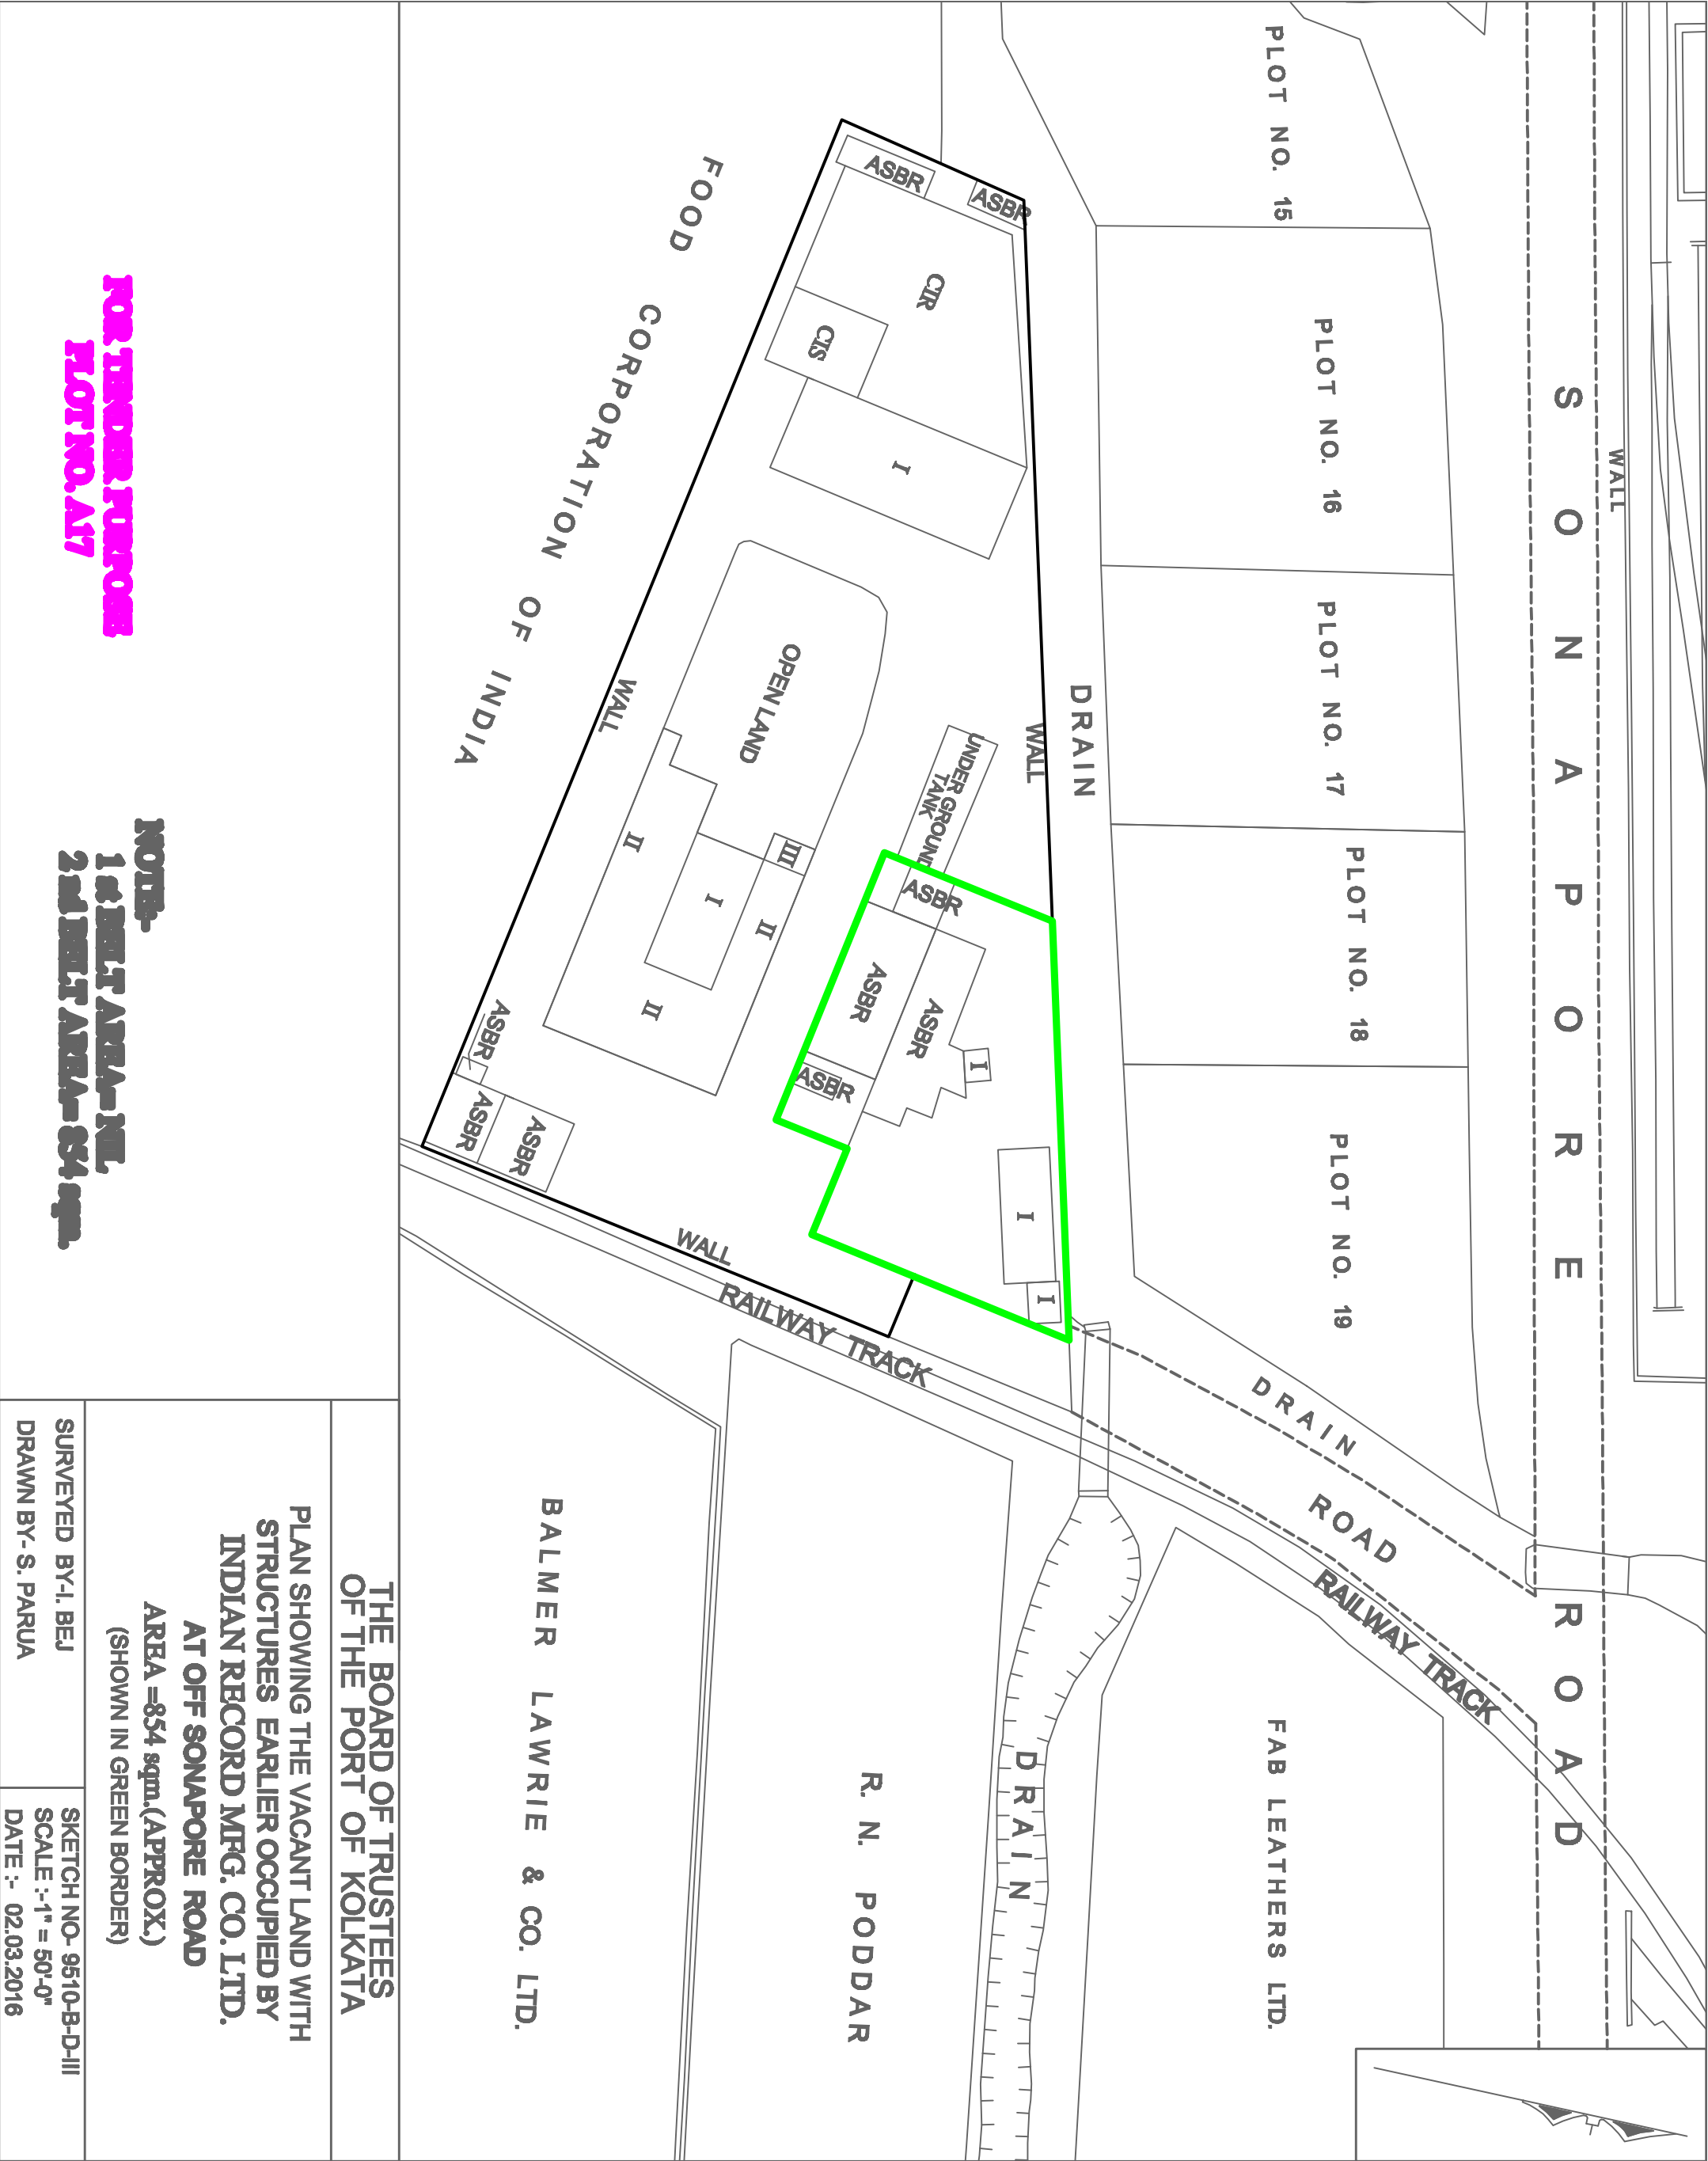 SONAPORE ROAD
WALL
PLOT NO. 15
PLOT NO. 16
PLOT NO. 17
PLOT NO. 18
PLOT NO. 19
DRAIN
WALL
DRAIN
ROAD
RAILWAY TRACK
FAB LEATHERS LTD.
DRAIN
R. N. PODDAR
BALMER LAWRIE & CO. LTD.
RAILWAY TRACK
WALL
FOOD CORPORATION OF INDIA
WALL
ASBR
ASBR
CIR
CIS
I
OPEN LAND
UNDER GROUND
TANK
ASBR
ASBR
ASBR
ASBR
I
I
I
III
II
I
II
II
ASBR
ASBR
ASBR
THE BOARD OF TRUSTEES
OF THE PORT OF KOLKATA
PLAN SHOWING THE VACANT LAND WITH
STRUCTURES EARLIER OCCUPIED BY
INDIAN RECORD MFG. CO. LTD.
AT OFF SONAPORE ROAD
AREA =854 sqm.(APPROX.)
(SHOWN IN GREEN BORDER)
SURVEYED BY-I. BEJ
DRAWN BY- S. PARUA
SKETCH NO- 9510-B-D-III
SCALE :-1" = 50'-0"
DATE :- 02.03.2016
NOTE:-
1 st BELT AREA= NIL
2 nd BELT AREA= 854 sqm.
FOR TENDER PURPOSE
PLOT NO. A17